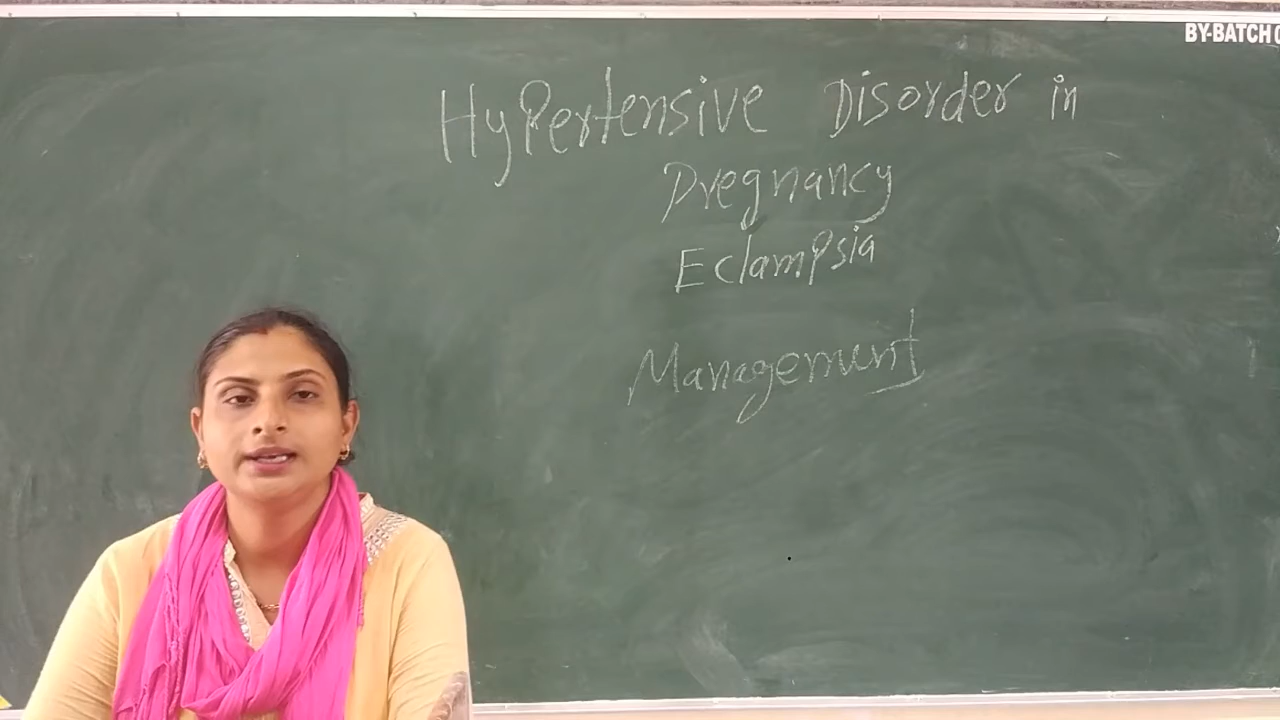 BY-BATCH
Hypertensive Disorder in
Pregnancy
Eclampsia
Management